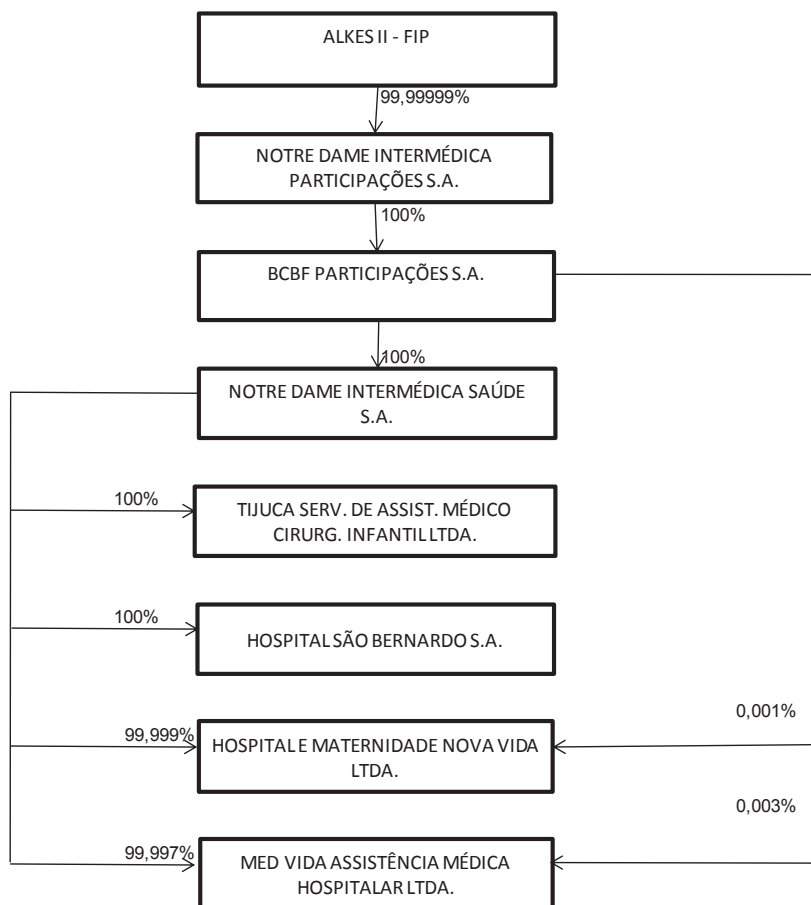 ALKES II - FIP
99,99999%
NOTRE DAME INTERMÉDICA
PARTICIPAÇÕES S.A.
100%
BCBF PARTICIPAÇÕES S.A.
100%
NOTRE DAME INTERMÉDICA SAÚDE
S.A.
100%
TIJUCA SERV. DE ASSIST. MÉDICO
CIRURG. INFANTIL LTDA.
100%
HOSPITAL SÃO BERNARDO S.A.
99,999%
HOSPITAL E MATERNIDADE NOVA VIDA
LTDA.
0,001%
99,997%
MED VIDA ASSISTÊNCIA MÉDICA
HOSPITALAR LTDA.
0,003%